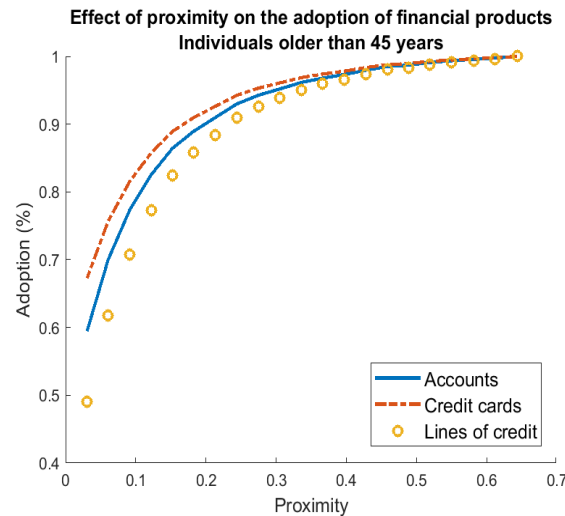 Effect of proximity on the adoption of financial products
Individuals older than 45 years
Adoption (%)
1
0.9
0.8
0.7
0.6
0.5
0.4
0
0.1
0.2
0.3
0.4
0.5
0.6
0.7
Proximity
Accounts
Credit cards
Lines of credit